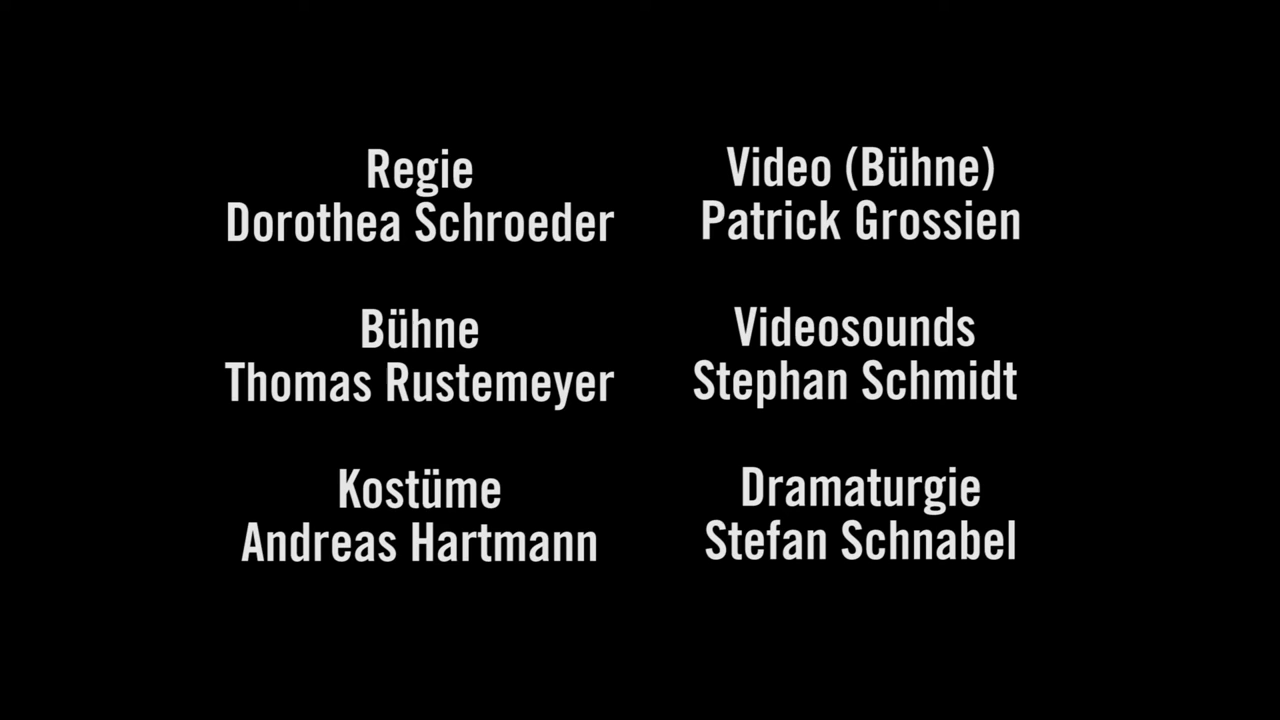 Regie
Dorothea Schroeder
Bühne
Thomas Rustemeyer
Kostüme
Andreas Hartmann
Video (Bühne)
Patrick Grossien
Videosounds
Stephan Schmidt
Dramaturgie
Stefan Schnabel